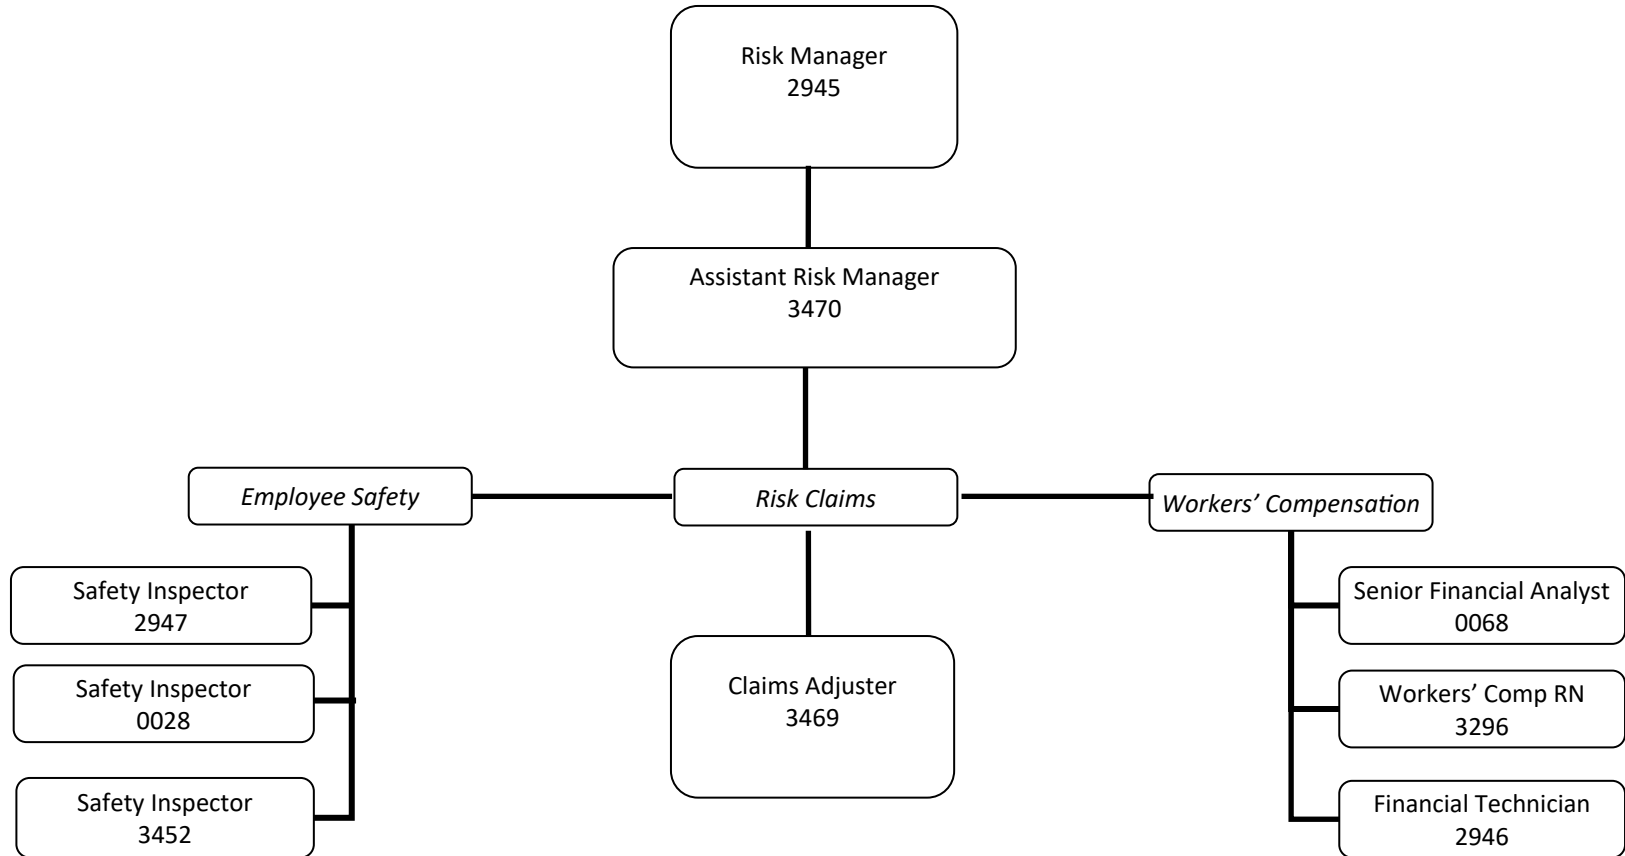 Risk Manager
2945
Assistant Risk Manager
3470
Employee Safety
Risk Claims
Workers’ Compensation
Safety Inspector
2947
Safety Inspector
0028
Safety Inspector
3452
Claims Adjuster
3469
Senior Financial Analyst
0068
Workers’ Comp RN
3296
Financial Technician
2946